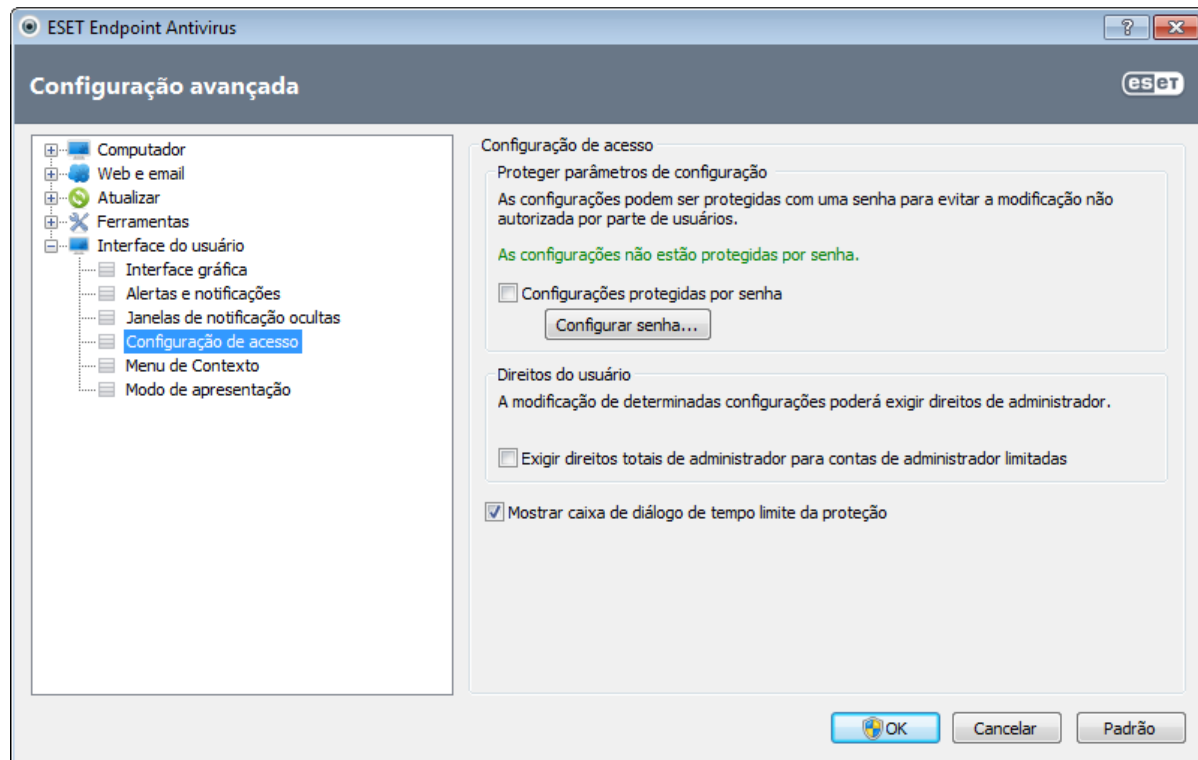 ESET Endpoint Antivirus
?
Configuração avançada
eseT
Computador
Web e email
Atualizar
Ferramentas
Interface do usuário
Interface gráfica
Alertas e notificações
Janelas de notificação ocultas
Configuração de acesso
Menu de Contexto
Modo de apresentação
Configuração de acesso
Proteger parâmetros de configuração
As configurações podem ser protegidas com uma senha para evitar a modificação não
autorizada por parte de usuários.
As configurações não estão protegidas por senha.
Configurações protegidas por senha
Configurar senha...
Direitos do usuário
A modificação de determinadas configurações poderá exigir direitos de administrador.
Exigir direitos totais de administrador para contas de administrador limitadas
Mostrar caixa de diálogo de tempo limite da proteção
OK
Cancelar
Padrão